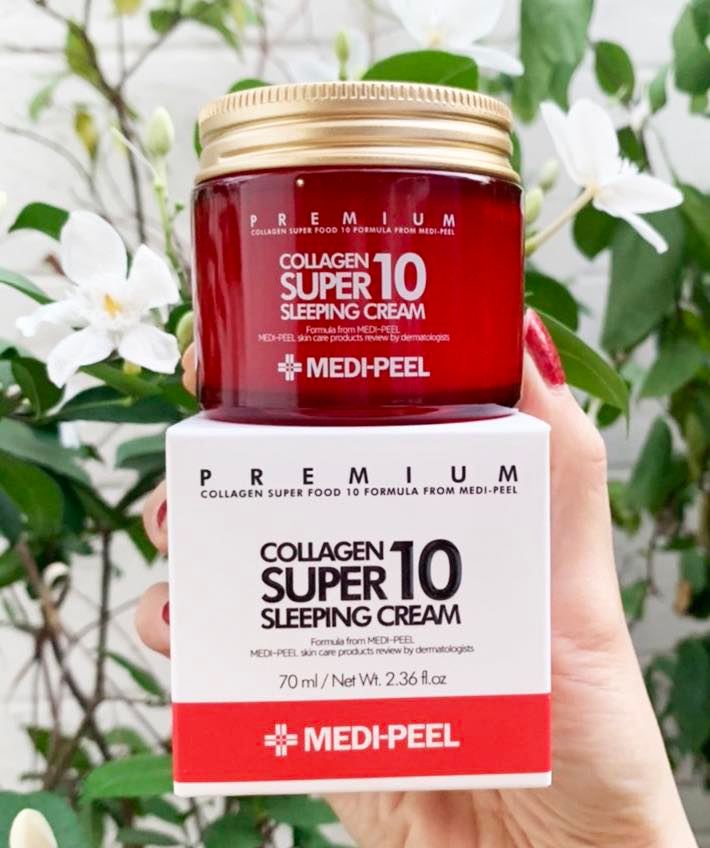 PREMIUM
COLLAGEN SUPER FOOD 10 FORMULA FROM MEDI-PEEL
COLLAGEN
SUPER 10
SLEEPING CREAM
Formula from MEDI-PEEL
MEDI-PEEL skin care products review by dermatologists
MEDI-PEEL
PREMIUM
COLLAGEN SUPER FOOD 10 FORMULA FROM MEDI-PEEL
COLLAGEN
SUPER 10
SLEEPING CREAM
Formula from MEDI-PEEL
MEDI-PEEL skin care products review by dermatologists
70 ml / Net Wt. 2.36 fl.oz
MEDI-PEEL